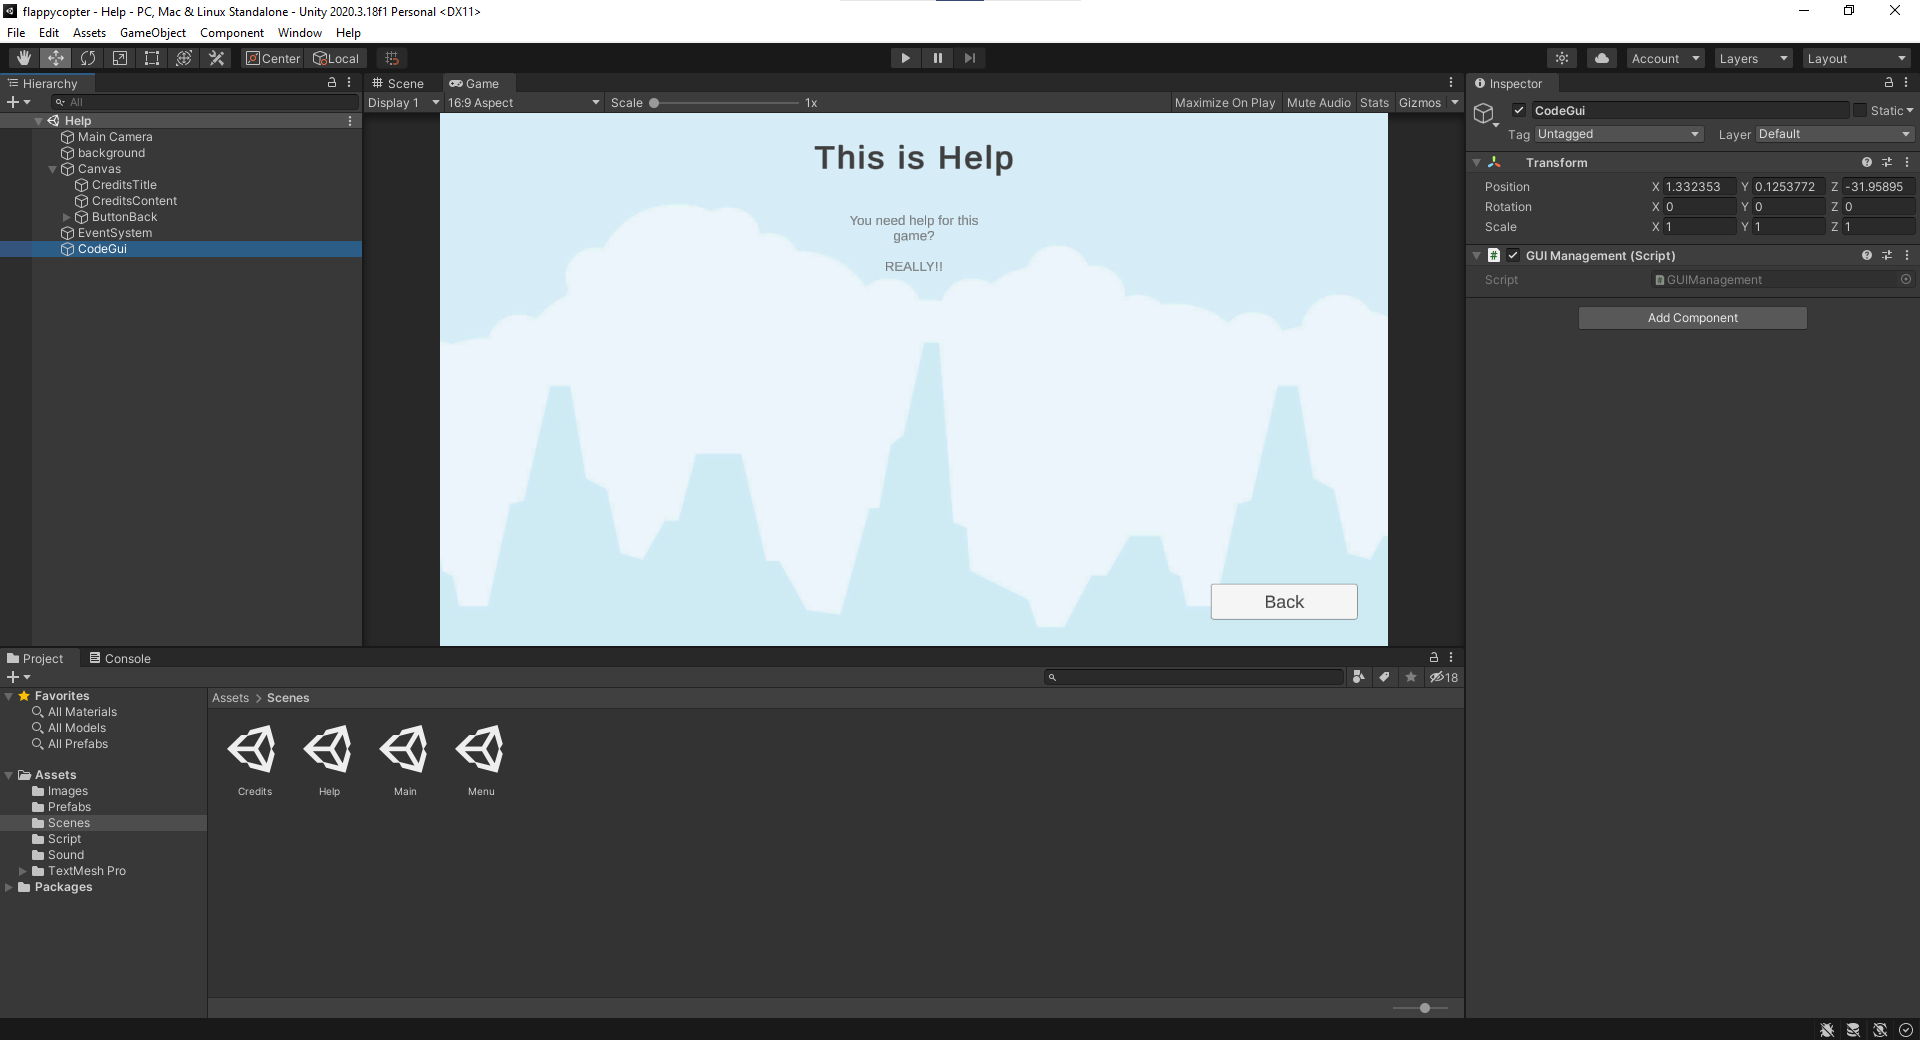 flappycopter - Help - PC, Mac & Linux Standalone - Unity 2020.3.18f1 Personal <DX11>
File Edit Assets GameObject Component Window Help
Center Local Account Layers Layout
Hierarchy
All
Help
Main Camera
background
Canvas
CreditsTitle
CreditsContent
ButtonBack
EventSystem
CodeGui
Scene Game
Display 1 16:9 Aspect Scale 1x Maximize On Play Mute Audio Stats Gizmos
This is Help
You need help for this
game?
REALLY!!
Back
Inspector
CodeGui Static
Tag Untagged Layer Default
Transform
Position X 1.332353 Y 0.1253772 Z -31.95895
Rotation X 0 Y 0 Z 0
Scale X 1 Y 1 Z 1
# GUI Management (Script)
Script GUIManagement
Add Component
Project Console
18
Favorites
All Materials
All Models
All Prefabs
Assets
Images
Prefabs
Scenes
Script
Sound
TextMesh Pro
Packages
Assets > Scenes
Credits Help Main Menu